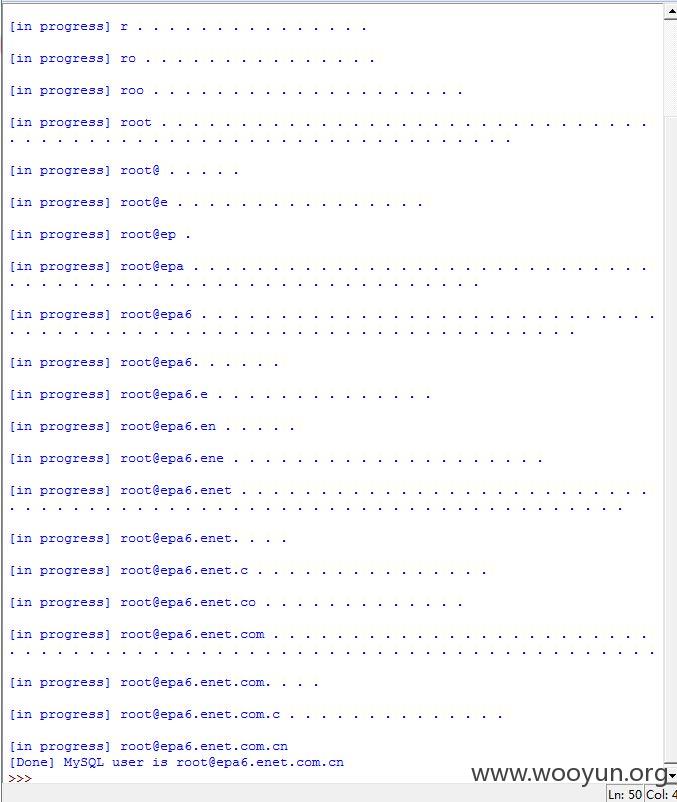 [in progress] r . . . . . . . . . . . . . . .
[in progress] ro . . . . . . . . . . . . . . .
[in progress] roo . . . . . . . . . . . . . . . . . . . .
[in progress] root . . . . . . . . . . . . . . . . . . . . . . . . . . . . . . .
. . . . . . . . . . . . . . . . . . . . . . . . . . . . . . . .
[in progress] root@ . . . . .
[in progress] root@e . . . . . . . . . . . . . . . .
[in progress] root@ep .
[in progress] root@epa . . . . . . . . . . . . . . . . . . . . . . . . . . . . .
. . . . . . . . . . . . . . . . . . . . . . . . . . . . . .
[in progress] root@epa6 . . . . . . . . . . . . . . . . . . . . . . . . . . . . .
. . . . . . . . . . . . . . . . . . . . . . . . . . . . . . . . . . . .
[in progress] root@epa6. . . . . .
[in progress] root@epa6.e . . . . . . . . . . . . . .
[in progress] root@epa6.en . . . . .
[in progress] root@epa6.ene . . . . . . . . . . . . . . . . . . . .
[in progress] root@epa6.enet . . . . . . . . . . . . . . . . . . . . . . . . . .
. . . . . . . . . . . . . . . . . . . . . . . . . . . . . . . . . . . . . . .
[in progress] root@epa6.enet. . . .
[in progress] root@epa6.enet.c . . . . . . . . . . . . . . .
[in progress] root@epa6.enet.co . . . . . . . . . . . . .
[in progress] root@epa6.enet.com . . . . . . . . . . . . . . . . . . . . . . . .
. . . . . . . . . . . . . . . . . . . . . . . . . . . . . . . . . . . . . . . . .
[in progress] root@epa6.enet.com. . . .
[in progress] root@epa6.enet.com.c . . . . . . . . . . . . . .
[in progress] root@epa6.enet.com.cn
[Done] MySQL user is root@epa6.enet.com.cn
>>>
www.wooyun.org
Ln: 50 Col: 4